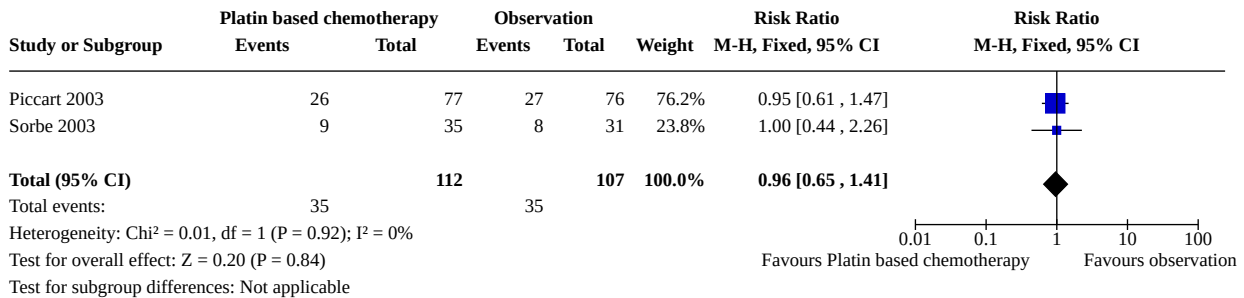 Platin based chemotherapy Observation Risk Ratio Risk Ratio
Study or Subgroup Events Total Events Total Weight M-H, Fixed, 95% CI M-H, Fixed, 95% CI
Piccart 2003 26 77 27 76 76.2% 0.95 [0.61 , 1.47]
Sorbe 2003 9 35 8 31 23.8% 1.00 [0.44 , 2.26]
Total (95% CI) 112 107 100.0% 0.96 [0.65 , 1.41]
Total events: 35 35
Heterogeneity: Chi² = 0.01, df = 1 (P = 0.92); I² = 0%
0.01 0.1 1 10 100
Test for overall effect: Z = 0.20 (P = 0.84) Favours Platin based chemotherapy Favours observation
Test for subgroup differences: Not applicable